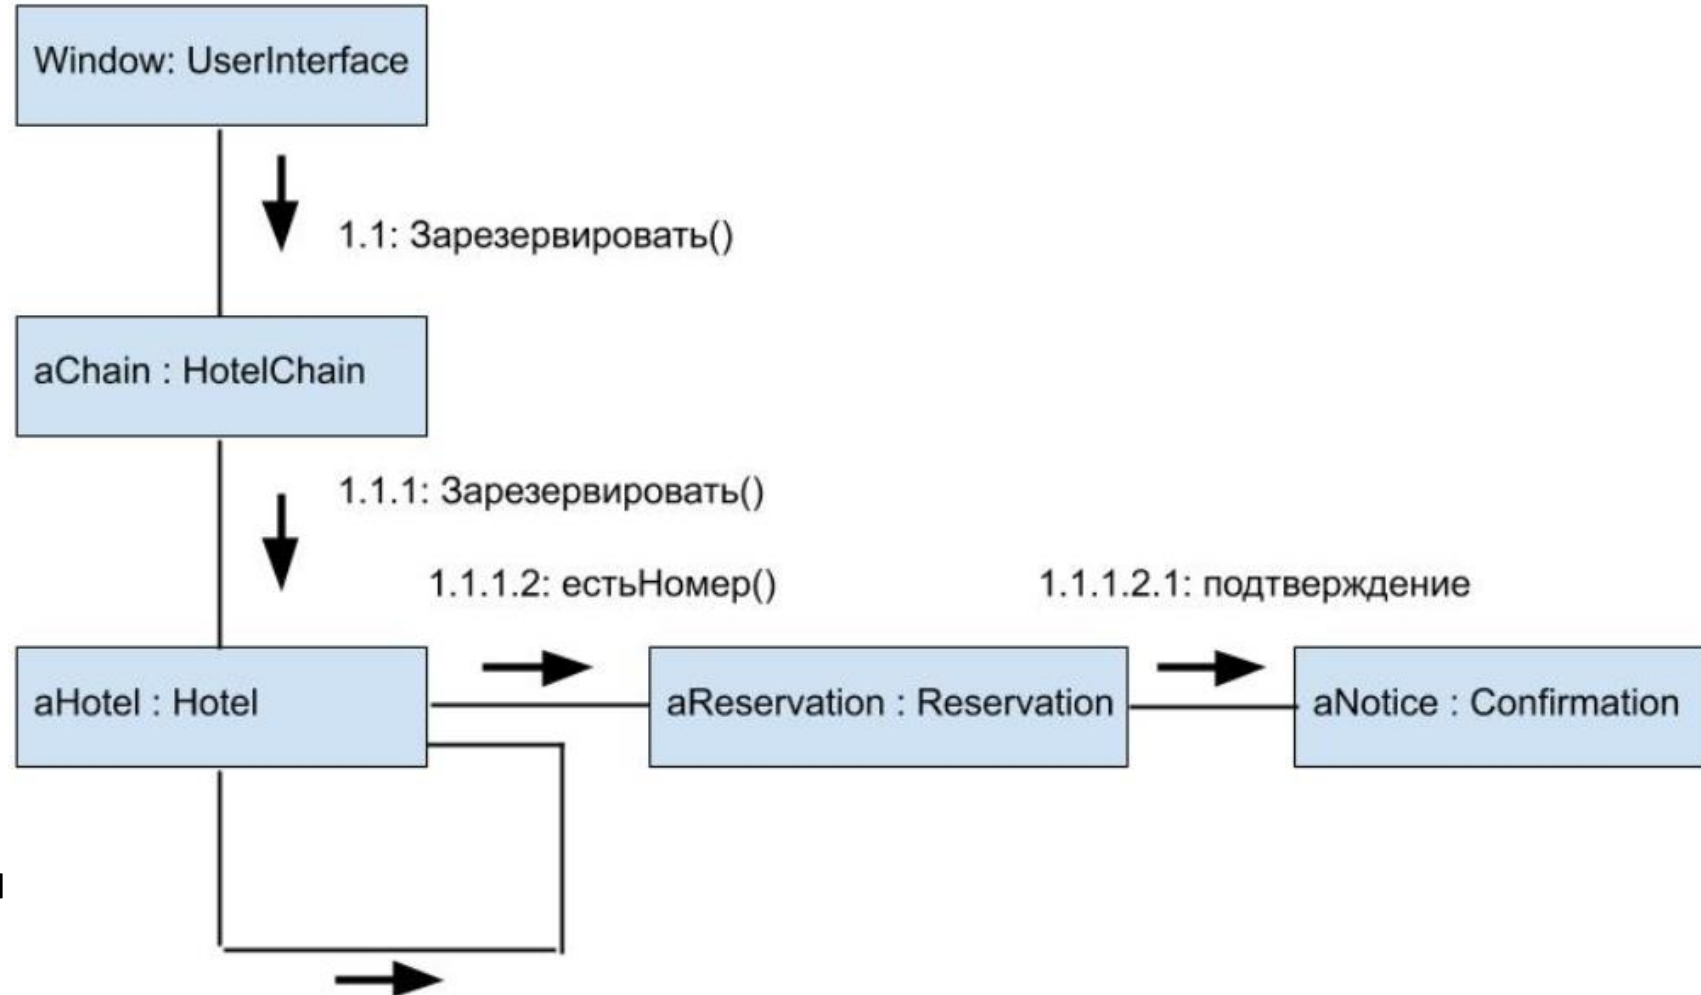 Window: UserInterface
1.1: Зарезервировать()
aChain : HotelChain
1.1.1: Зарезервировать()
1.1.1.2: естьНомер()
1.1.1.2.1: подтверждение
aHotel : Hotel
aReservation : Reservation
aNotice : Confirmation